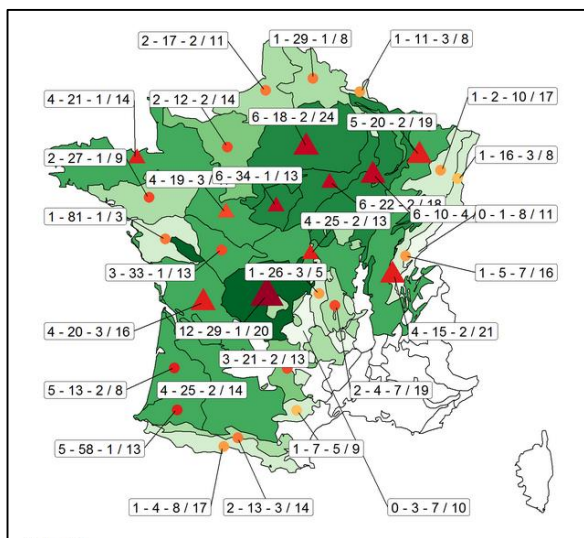 1 - 29 - 1 / 8
2 - 17 - 2 / 11
1 - 11 - 3 / 8
4 - 21 - 1 / 14
2 - 12 - 2 / 14
6 - 18 - 2 / 24
5 - 20 - 2 / 19
1 - 2 - 10 / 17
2 - 27 - 1 / 9
1 - 16 - 3 / 8
4 - 19 - 3 /
6 - 34 - 1 / 13
6 - 22 - 2 / 18
0 - 1 - 8 / 11
1 - 81 - 1 / 3
4 - 25 - 2 / 13
6 - 10 - 4
3 - 33 - 1 / 13
1 - 26 - 3 / 5
1 - 5 - 7 / 16
4 - 20 - 3 / 16
12 - 29 - 1 / 20
4 - 15 - 2 / 21
3 - 21 - 2 / 13
5 - 13 - 2 / 8
4 - 25 - 2 / 14
2 - 4 - 7 / 19
5 - 58 - 1 / 13
1 - 7 - 5 / 9
1 - 4 - 8 / 17
2 - 13 - 3 / 14
0 - 3 - 7 / 10